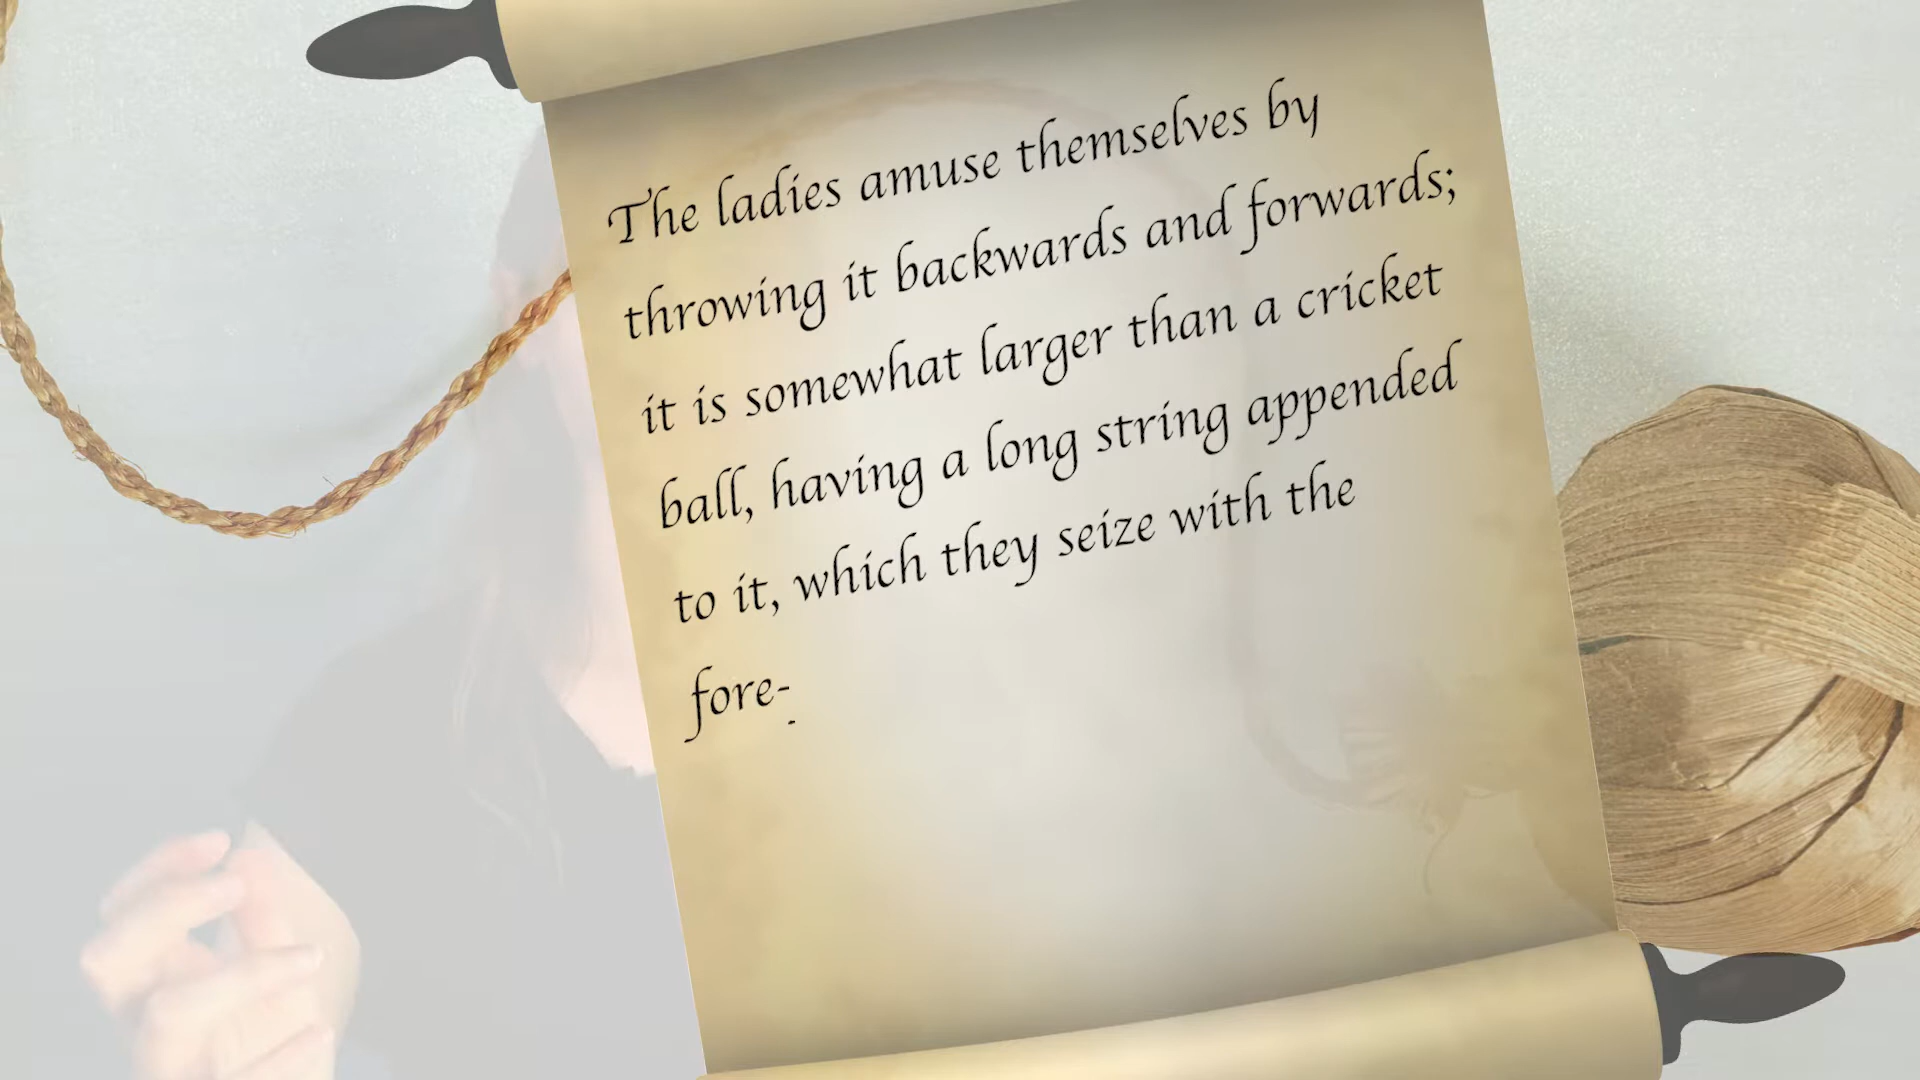 The ladies amuse themselves by
throwing it backwards and forwards;
it is somewhat larger than a cricket
ball, having a long string appended
to it, which they seize with the
fore-